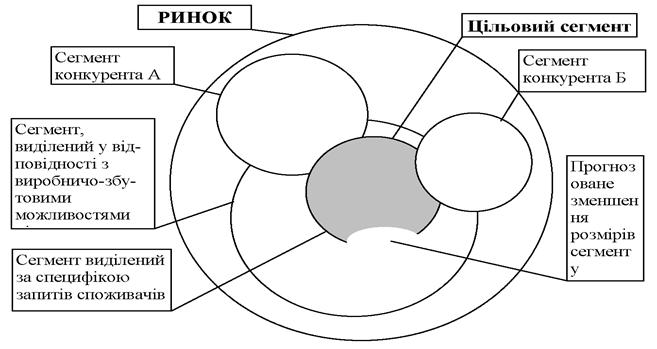 РИНОК
Цільовий сегмент
Сегмент
конкурента А
Сегмент
конкурента Б
Сегмент,
виділений у від-
повідності з
виробничо-збу-
товими
можливостями
Прогноз
оване
зменшен
ня
розмірів
сегмент
у
Сегмент виділений
за специфікою
запитів споживачів